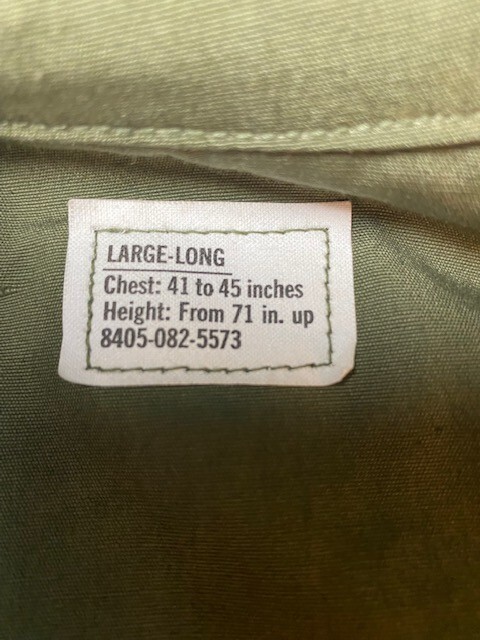 LARGE-LONG
Chest: 41 to 45 inches
Height: From 71 in. up
8405-082-5573